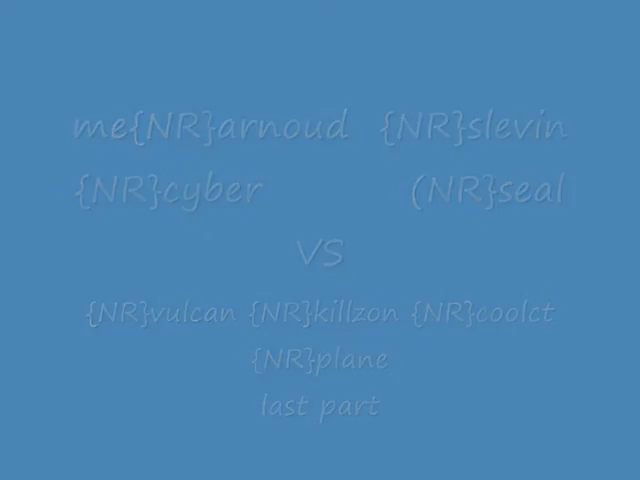 me{NR}arnoud {NR}slevin
{NR}cyber (NR}seal
VS
{NR}vulcan {NR}killzon {NR}coolct
{NR}plane
last part